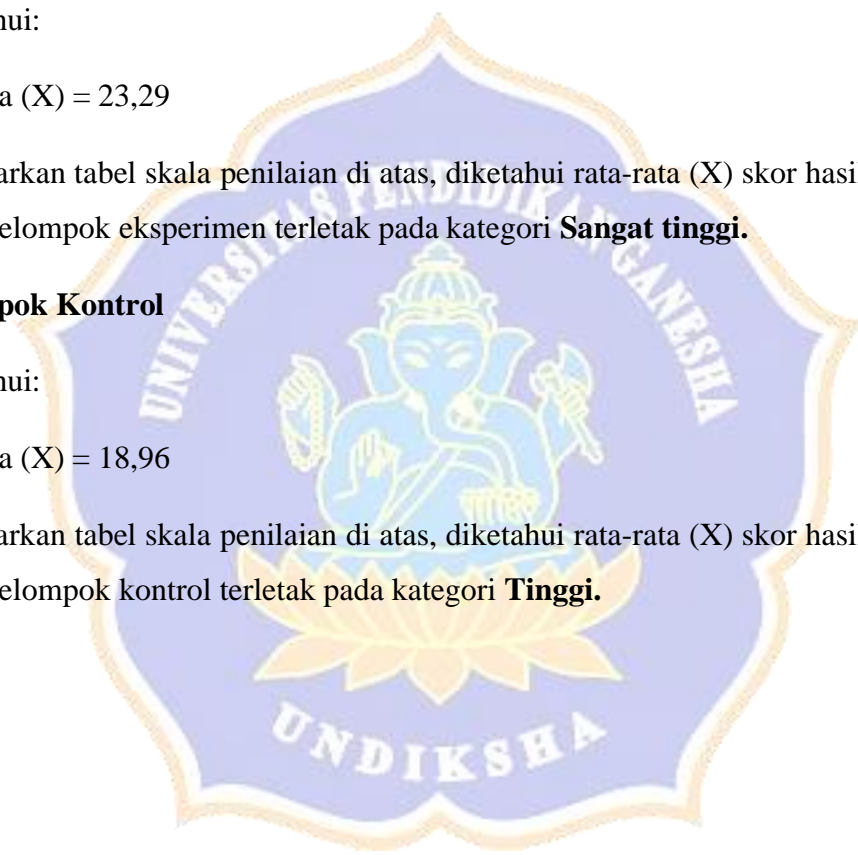 nui:
a (X) = 23,29
arkan tabel skala penilaian di atas, diketahui rata-rata (X) skor hasil
elompok eksperimen terletak pada kategori Sangat tinggi.
pok Kontrol
nui:
a (X) = 18,96
arkan tabel skala penilaian di atas, diketahui rata-rata (X) skor hasil
elompok kontrol terletak pada kategori Tinggi.
UNIVERSITAS PENDIDIKAN GANESHA
UNDIKSHA